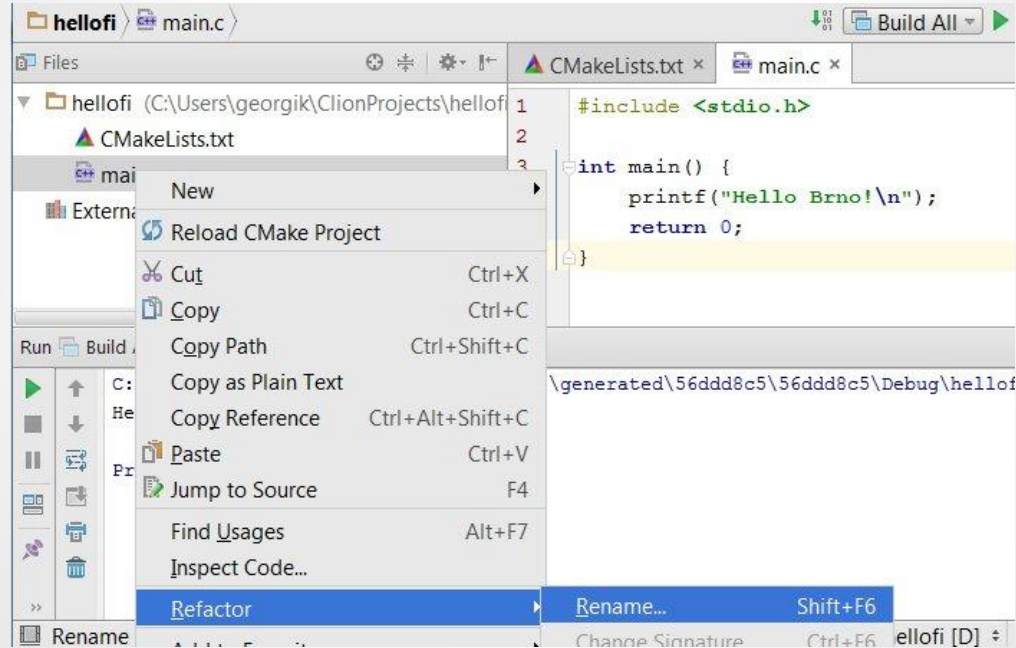 hellofi main.c Build All
Files CMakeLists.txt × main.c ×
hellofi (C:\Users\georgik\ClionProjects\hellofi
CMakeLists.txt
mai
Externa
1 #include <stdio.h>
2
3 int main() {
printf("Hello Brno!\n");
return 0;
}
New
Reload CMake Project
Cut Ctrl+X
Copy Ctrl+C
Copy Path Ctrl+Shift+C
Copy as Plain Text
Copy Reference Ctrl+Alt+Shift+C
Paste Ctrl+V
Jump to Source F4
Find Usages Alt+F7
Inspect Code...
Refactor
Rename... Shift+F6
Change Signature Ctrl+F6
Run Build
C: \generated\56ddd8c5\56ddd8c5\Debug\hellof
He
Pr
Rename ellofi [D]